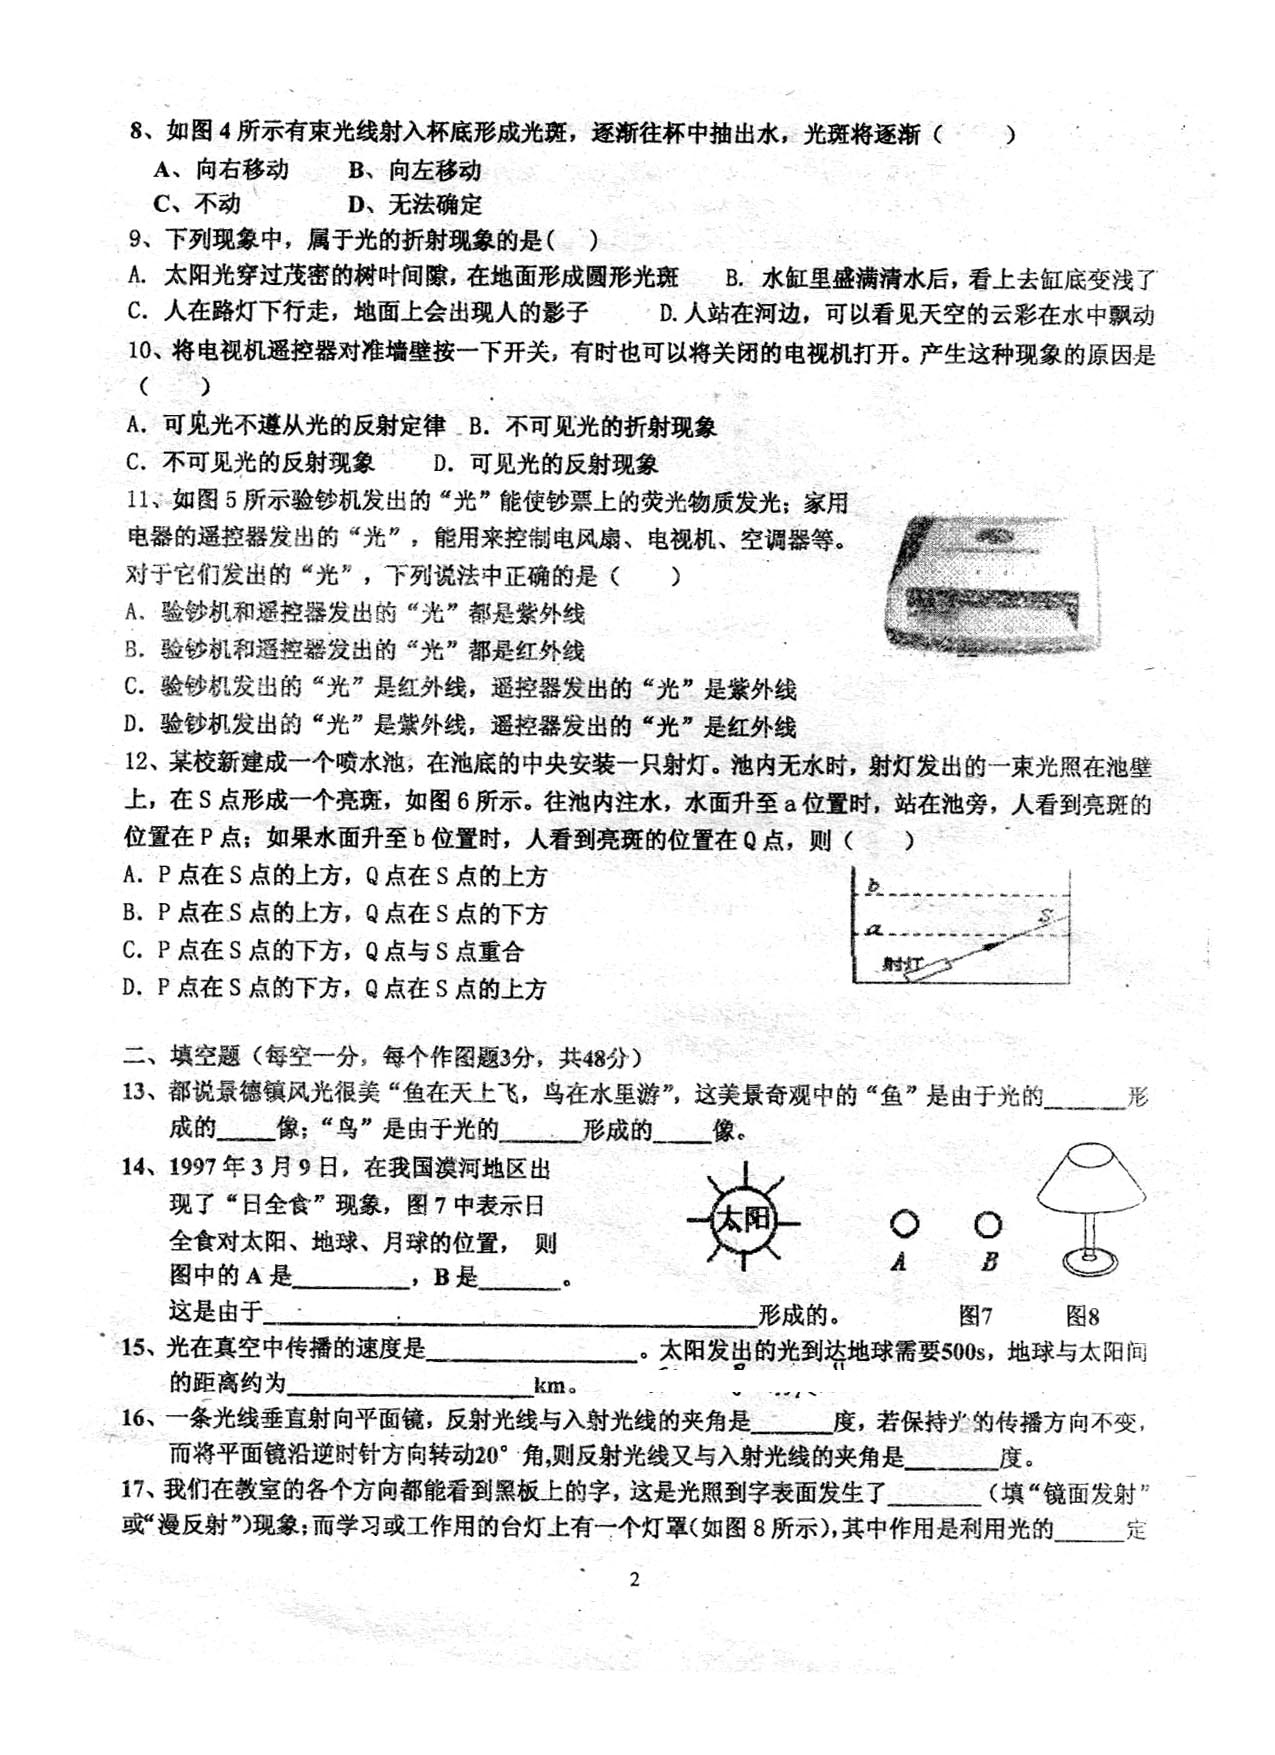 8、如图 4 所示有束光线射入杯底形成光斑，逐渐往杯中抽出水，光斑将逐渐（　　）
A、向右移动　　B、向左移动
C、不动　　D、无法确定
9、下列现象中，属于光的折射现象的是(　)
A. 太阳光穿过茂密的树叶间隙，在地面形成圆形光斑　B. 水缸里盛满清水后，看上去缸底变浅了
C. 人在路灯下行走，地面上会出现人的影子　D. 人站在河边，可以看见天空的云彩在水中飘动
10、将电视机遥控器对准墙壁按一下开关，有时也可以将关闭的电视机打开。产生这种现象的原因是
（　　）
A. 可见光不遵从光的反射定律　B. 不可见光的折射现象
C. 不可见光的反射现象　D. 可见光的反射现象
11、如图 5 所示验钞机发出的“光”能使钞票上的荧光物质发光；家用
电器的遥控器发出的“光”，能用来控制电风扇、电视机、空调器等。
对于它们发出的“光”，下列说法中正确的是（　　）
A. 验钞机和遥控器发出的“光”都是紫外线
B. 验钞机和遥控器发出的“光”都是红外线
C. 验钞机发出的“光”是红外线，遥控器发出的“光”是紫外线
D. 验钞机发出的“光”是紫外线，遥控器发出的“光”是红外线
12、某校新建成一个喷水池，在池底的中央安装一只射灯。池内无水时，射灯发出的一束光照在池壁
上，在 S 点形成一个亮斑，如图 6 所示。往池内注水，水面升至 a 位置时，站在池旁，人看到亮斑的
位置在 P 点；如果水面升至 b 位置时，人看到亮斑的位置在 Q 点，则（　　）
A. P 点在 S 点的上方，Q 点在 S 点的上方
B. P 点在 S 点的上方，Q 点在 S 点的下方
C. P 点在 S 点的下方，Q 点与 S 点重合
D. P 点在 S 点的下方，Q 点在 S 点的上方
b
a
S
射灯
二、填空题（每空一分，每个作图题3分，共48分）
13、都说景德镇风光很美“鱼在天上飞，鸟在水里游”，这美景奇观中的“鱼”是由于光的______形
成的____像；“鸟”是由于光的______形成的____像。
14、1997 年 3 月 9 日，在我国漠河地区出
现了“日全食”现象，图 7 中表示日
全食对太阳、地球、月球的位置， 则
图中的 A 是________，B 是______。
这是由于____________________________________形成的。
太阳
A
B
图7　图8
15、光在真空中传播的速度是________________。太阳发出的光到达地球需要500s，地球与太阳间
的距离约为__________________km。
16、一条光线垂直射向平面镜，反射光线与入射光线的夹角是______度，若保持光的传播方向不变，
而将平面镜沿逆时针方向转动20° 角,则反射光线又与入射光线的夹角是_______度。
17、我们在教室的各个方向都能看到黑板上的字，这是光照到字表面发生了_______（填“镜面发射”
或“漫反射”)现象；而学习或工作用的台灯上有一个灯罩(如图 8 所示)，其中作用是利用光的_____定
2